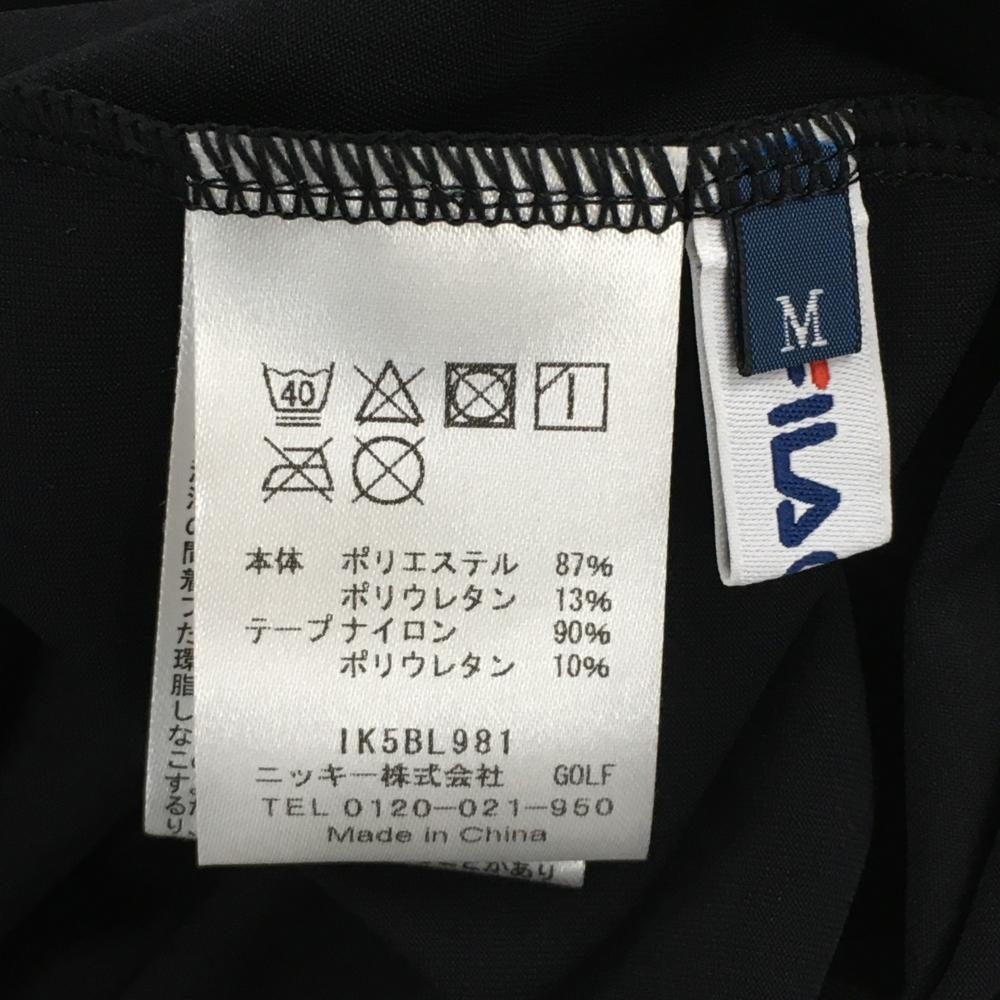 M
FILA
40
本体 ポリエステル 87%
ポリウレタン 13%
テープナイロン 90%
ポリウレタン 10%
IK5BL981
ニッキー株式会社 GOLF
TEL 0120-021-950
Made in China